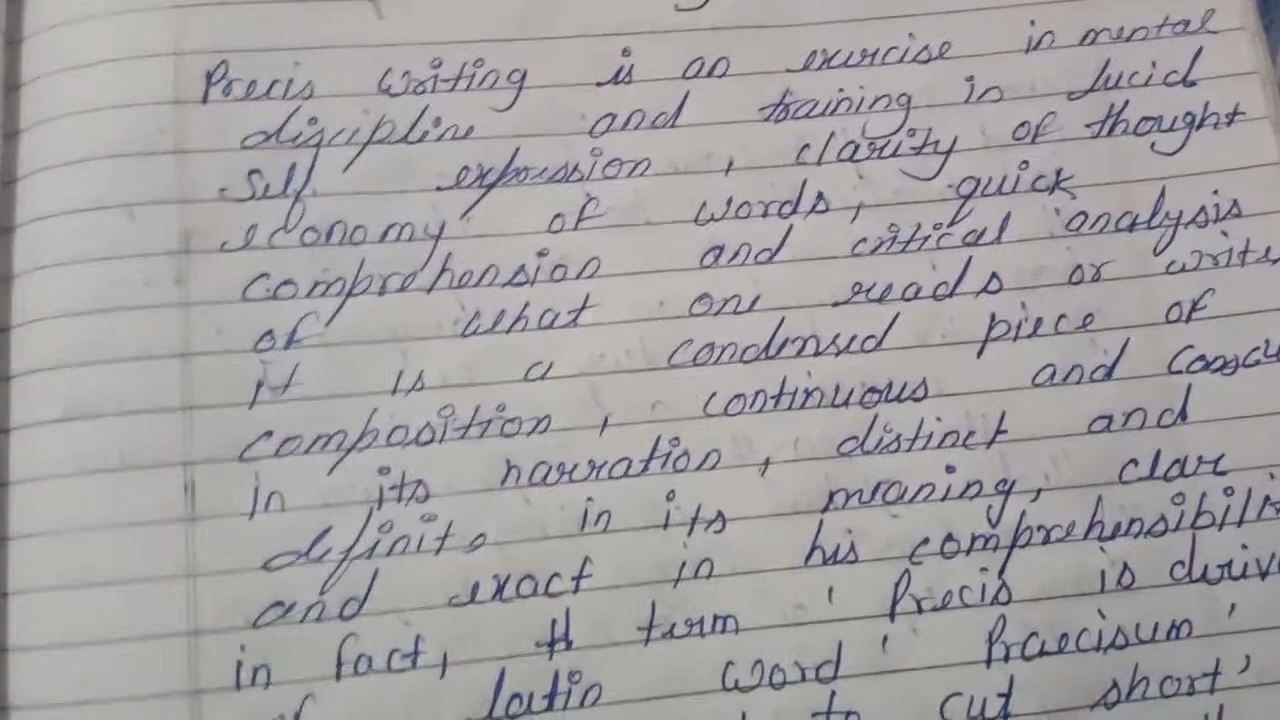 Precis writing is an exercise in mental
discipline and training in lucid
self expression, clarity of thought
economy of words, quick
comprehension and critical analysis
of what one reads or write
it is a condensed piece of
composition, continuous and
in its narration, distinct and
definite in its meaning, clear
and exact in his comprehensibili
in fact, term ' Precis is deriv
of latin word ' Praecisum '
to cut short'